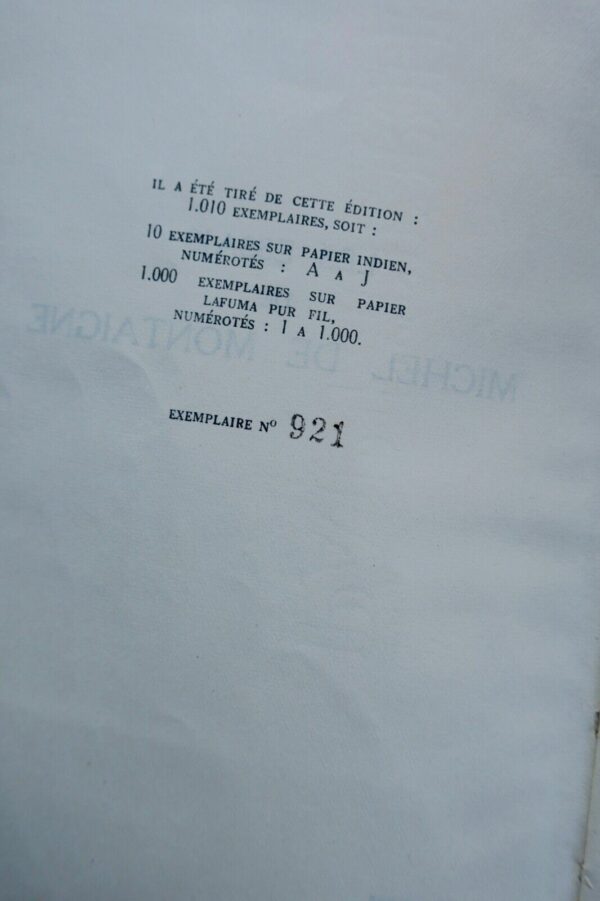 IL A ÉTÉ TIRÉ DE CETTE ÉDITION :
1.010 EXEMPLAIRES, SOIT :
10 EXEMPLAIRES SUR PAPIER INDIEN,
NUMÉROTÉS : A A J
1.000 EXEMPLAIRES SUR PAPIER
LAFUMA PUR FIL,
NUMÉROTÉS : 1 A 1.000.
MICHEL DE MONTAIGNE
EXEMPLAIRE Nº 921